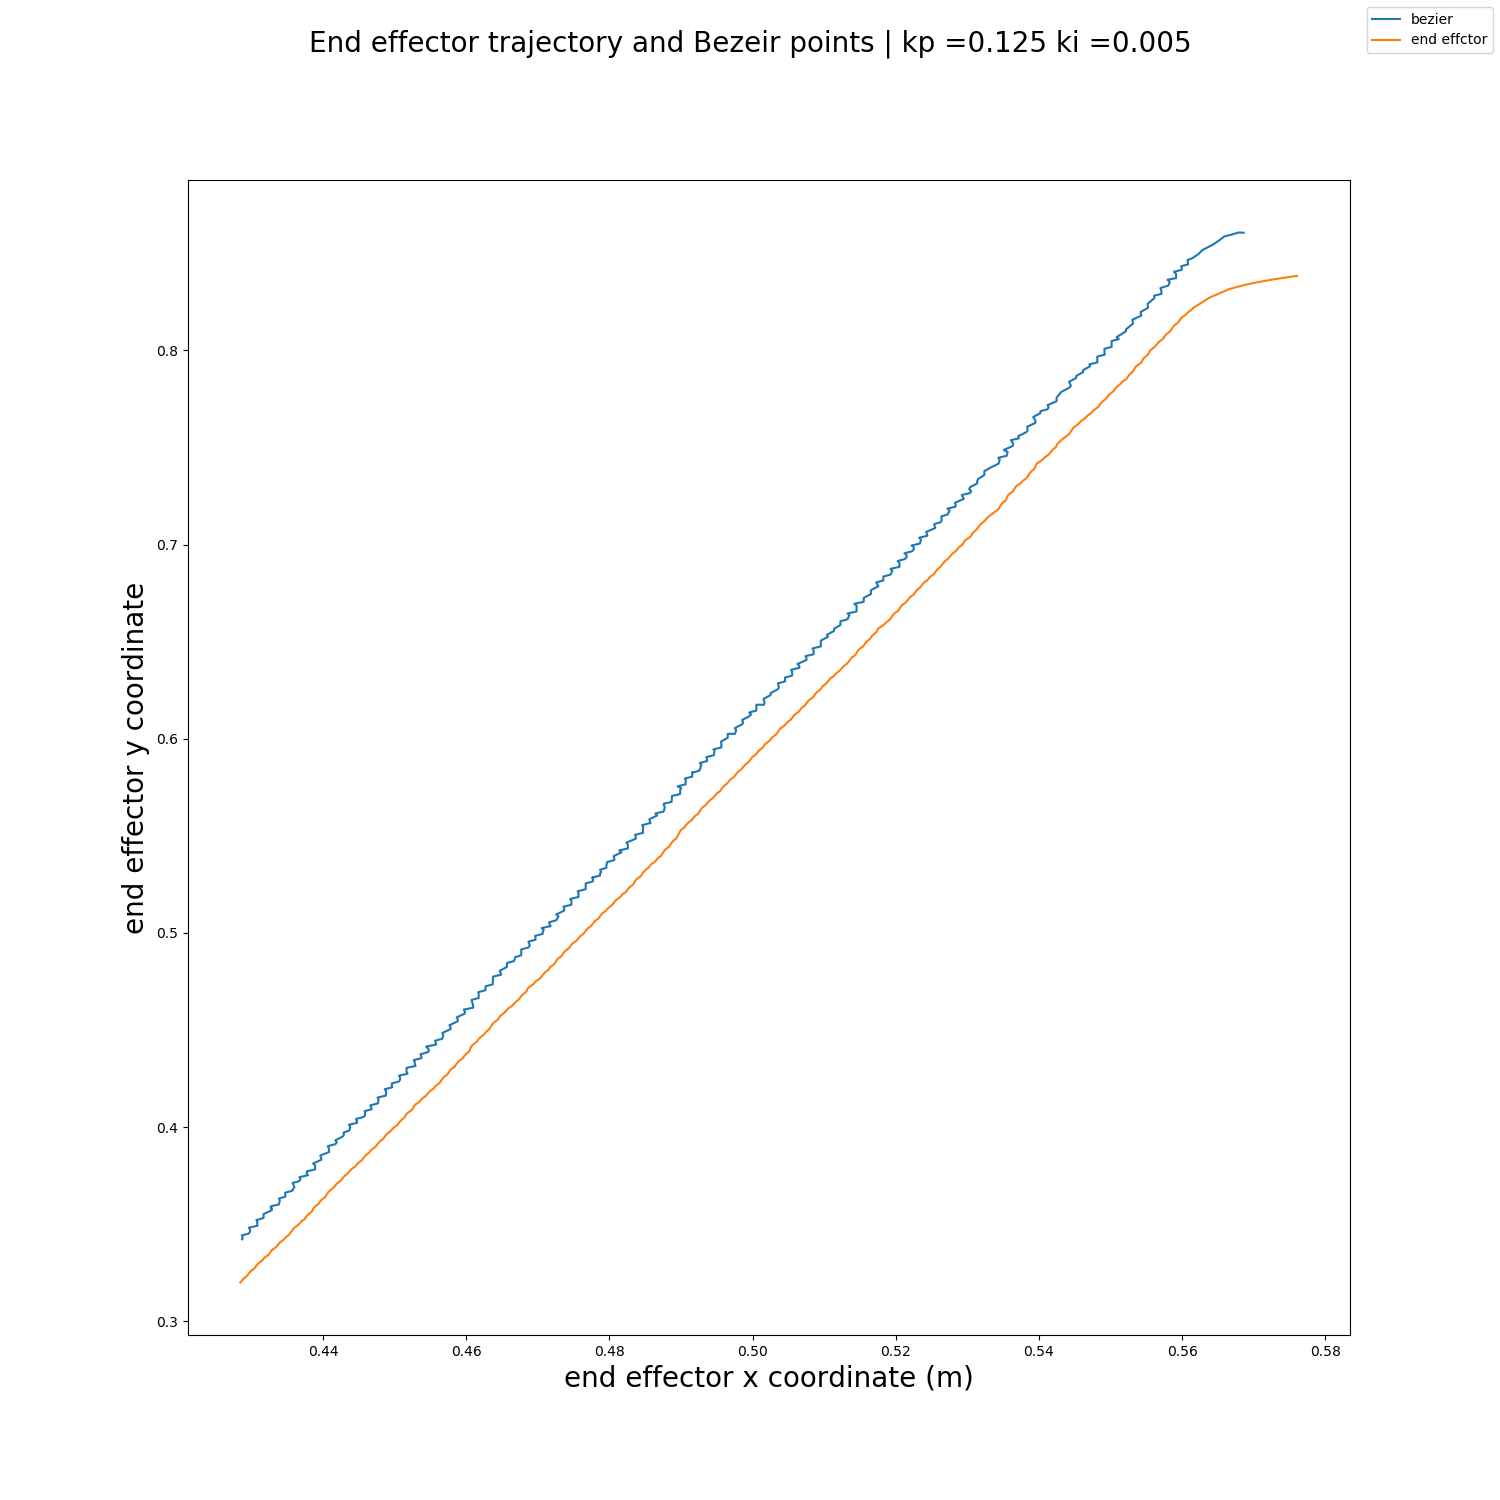 End effector trajectory and Bezeir points | kp =0.125 ki =0.005
bezier
end effctor
end effector y coordinate
0.8
0.7
0.6
0.5
0.4
0.3
0.44 0.46 0.48 0.50 0.52 0.54 0.56 0.58
end effector x coordinate (m)